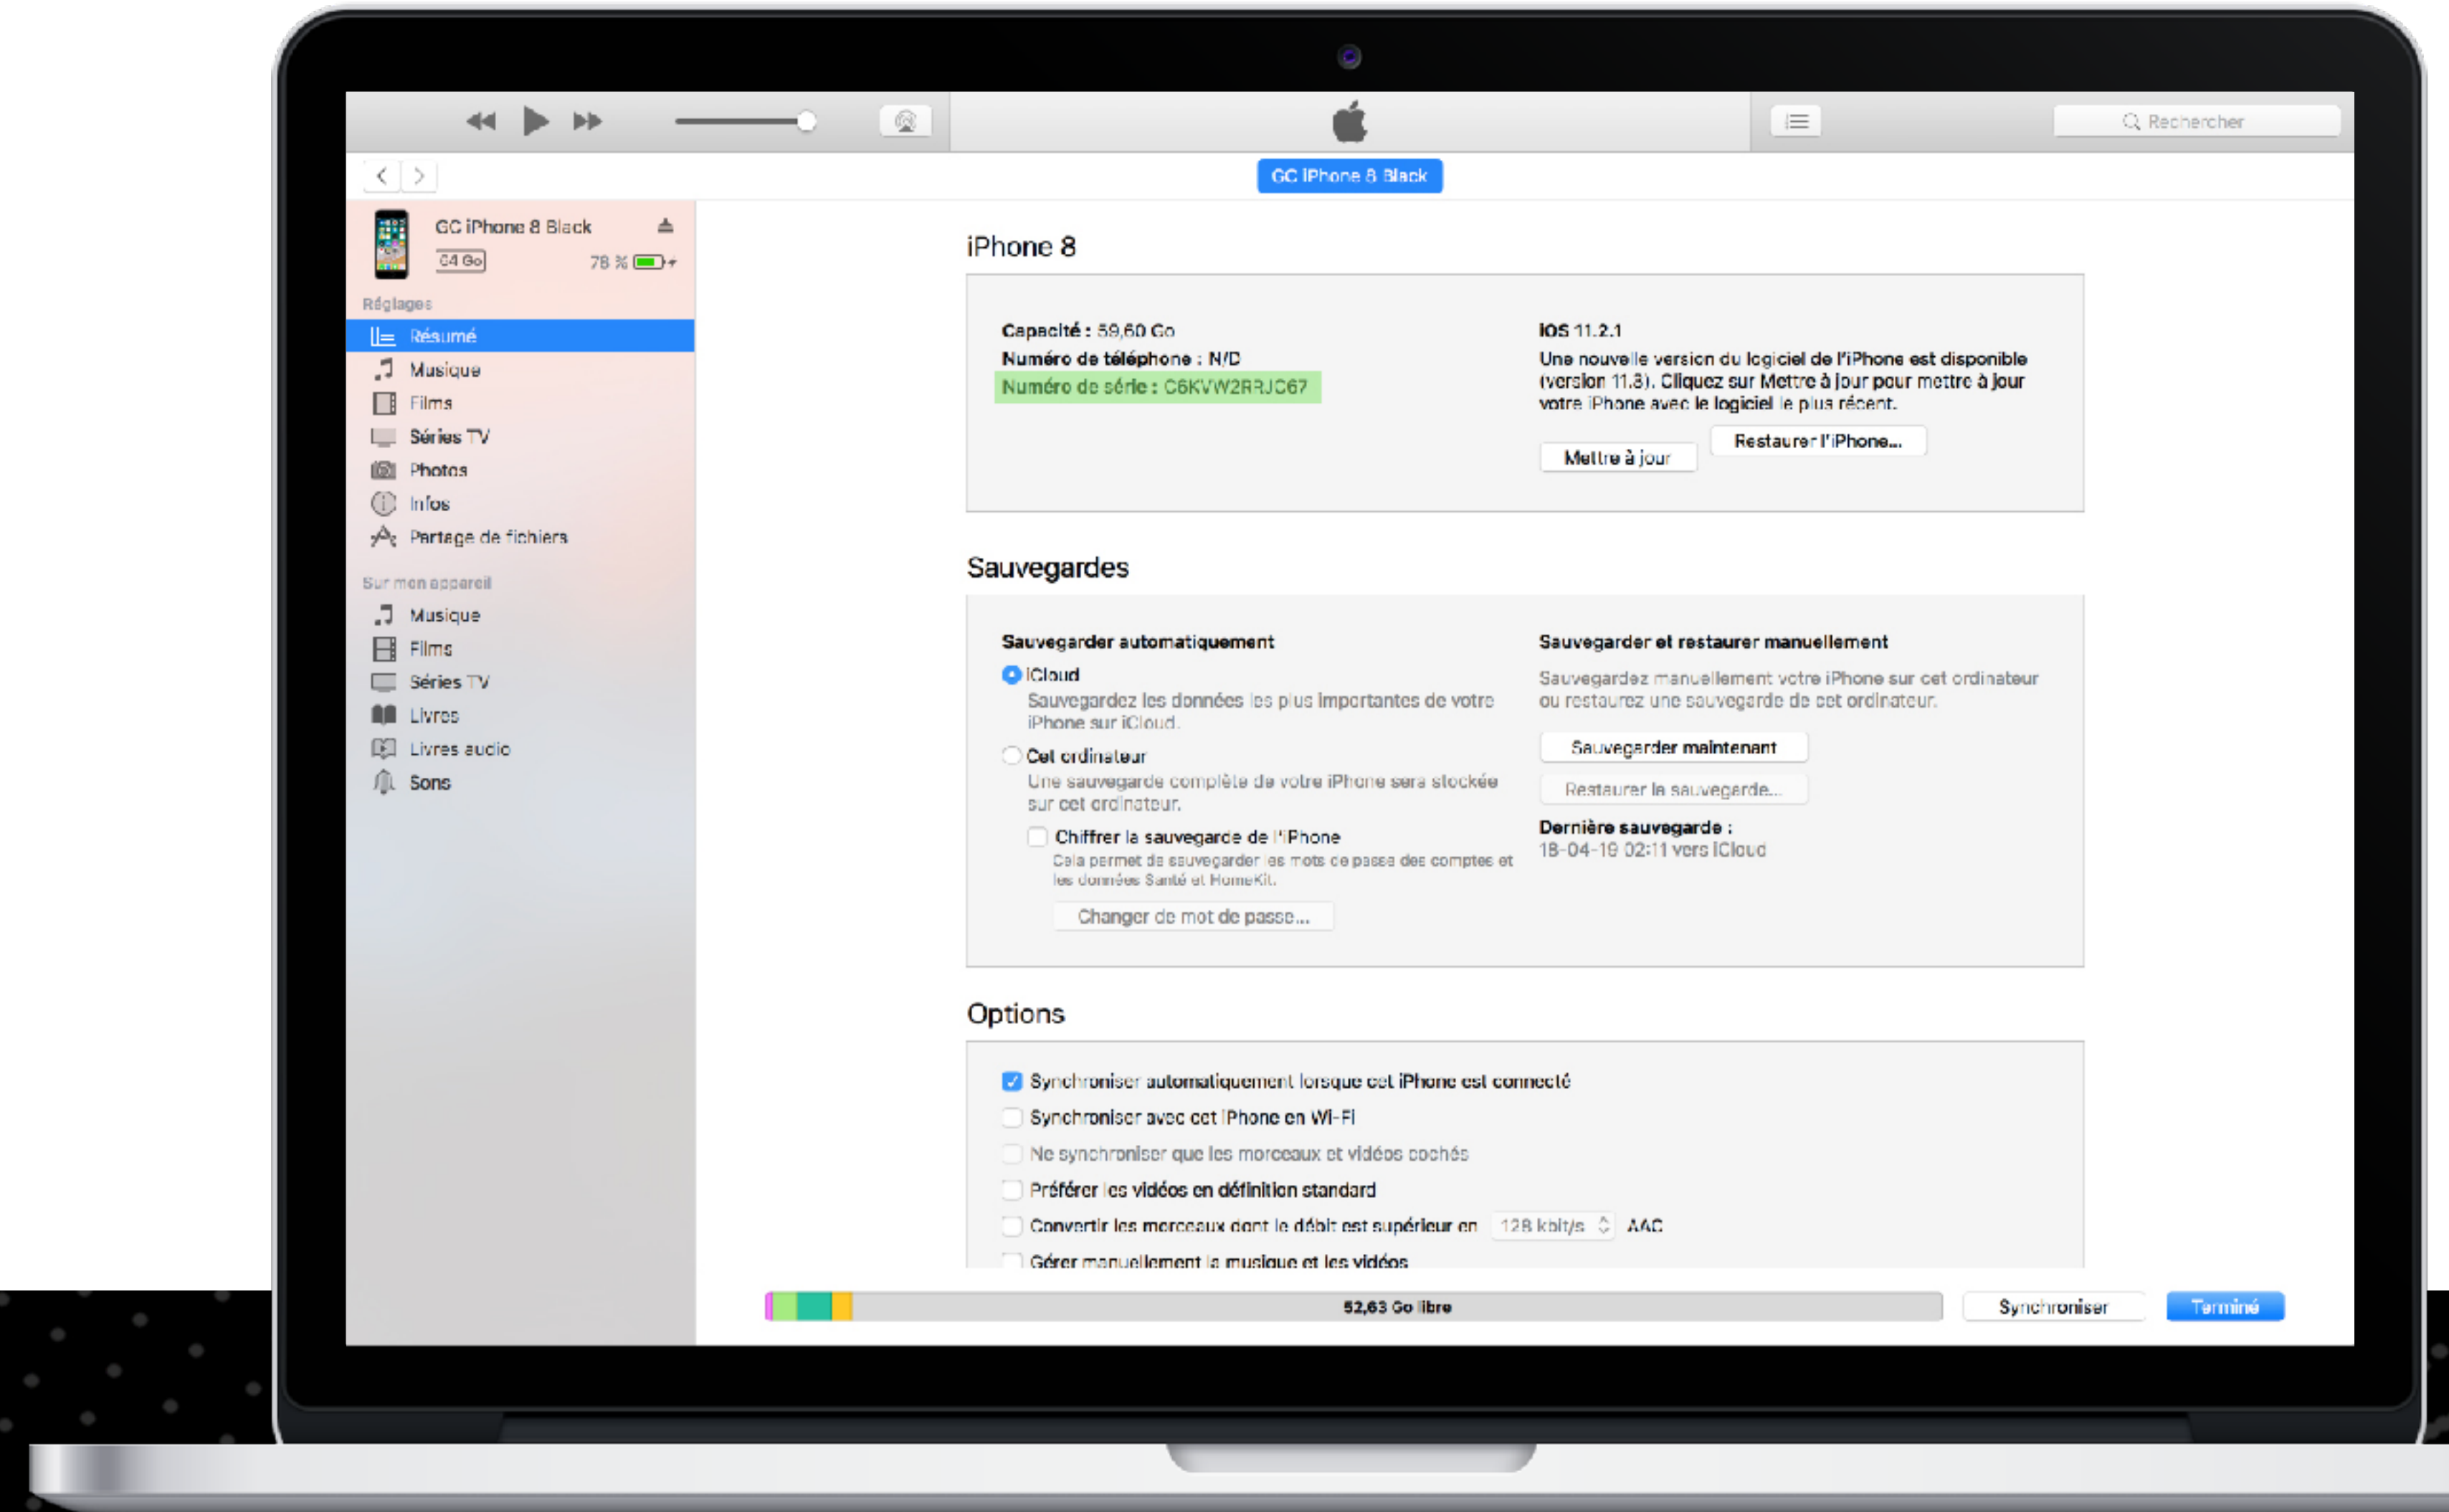 Rechercher
GC iPhone 8 Black
GC iPhone 8 Black
64 Go
78 %
Réglages
Résumé
Musique
Films
Séries TV
Photos
Infos
Partage de fichiers
Sur mon appareil
Musique
Films
Séries TV
Livres
Livres audio
Sons
iPhone 8
Capacité : 59,60 Go
Numéro de téléphone : N/D
Numéro de série : C6KVW2RRJC67
iOS 11.2.1
Une nouvelle version du logiciel de l'iPhone est disponible
(version 11.3). Cliquez sur Mettre à jour pour mettre à jour
votre iPhone avec le logiciel le plus récent.
Mettre à jour
Restaurer l'iPhone...
Sauvegardes
Sauvegarder automatiquement
iCloud
Sauvegardez les données les plus importantes de votre
iPhone sur iCloud.
Cet ordinateur
Une sauvegarde complète de votre iPhone sera stockée
sur cet ordinateur.
Chiffrer la sauvegarde de l'iPhone
Cela permet de sauvegarder les mots de passe des comptes et
les données Santé et HomeKit.
Changer de mot de passe...
Sauvegarder et restaurer manuellement
Sauvegardez manuellement votre iPhone sur cet ordinateur
ou restaurez une sauvegarde de cet ordinateur.
Sauvegarder maintenant
Restaurer la sauvegarde...
Dernière sauvegarde :
18-04-19 02:11 vers iCloud
Options
Synchroniser automatiquement lorsque cet iPhone est connecté
Synchroniser avec cet iPhone en Wi-Fi
Ne synchroniser que les morceaux et vidéos cochés
Préférer les vidéos en définition standard
Convertir les morceaux dont le débit est supérieur en 128 kbit/s AAC
Gérer manuellement la musique et les vidéos
52,63 Go libre
Synchroniser
Terminé